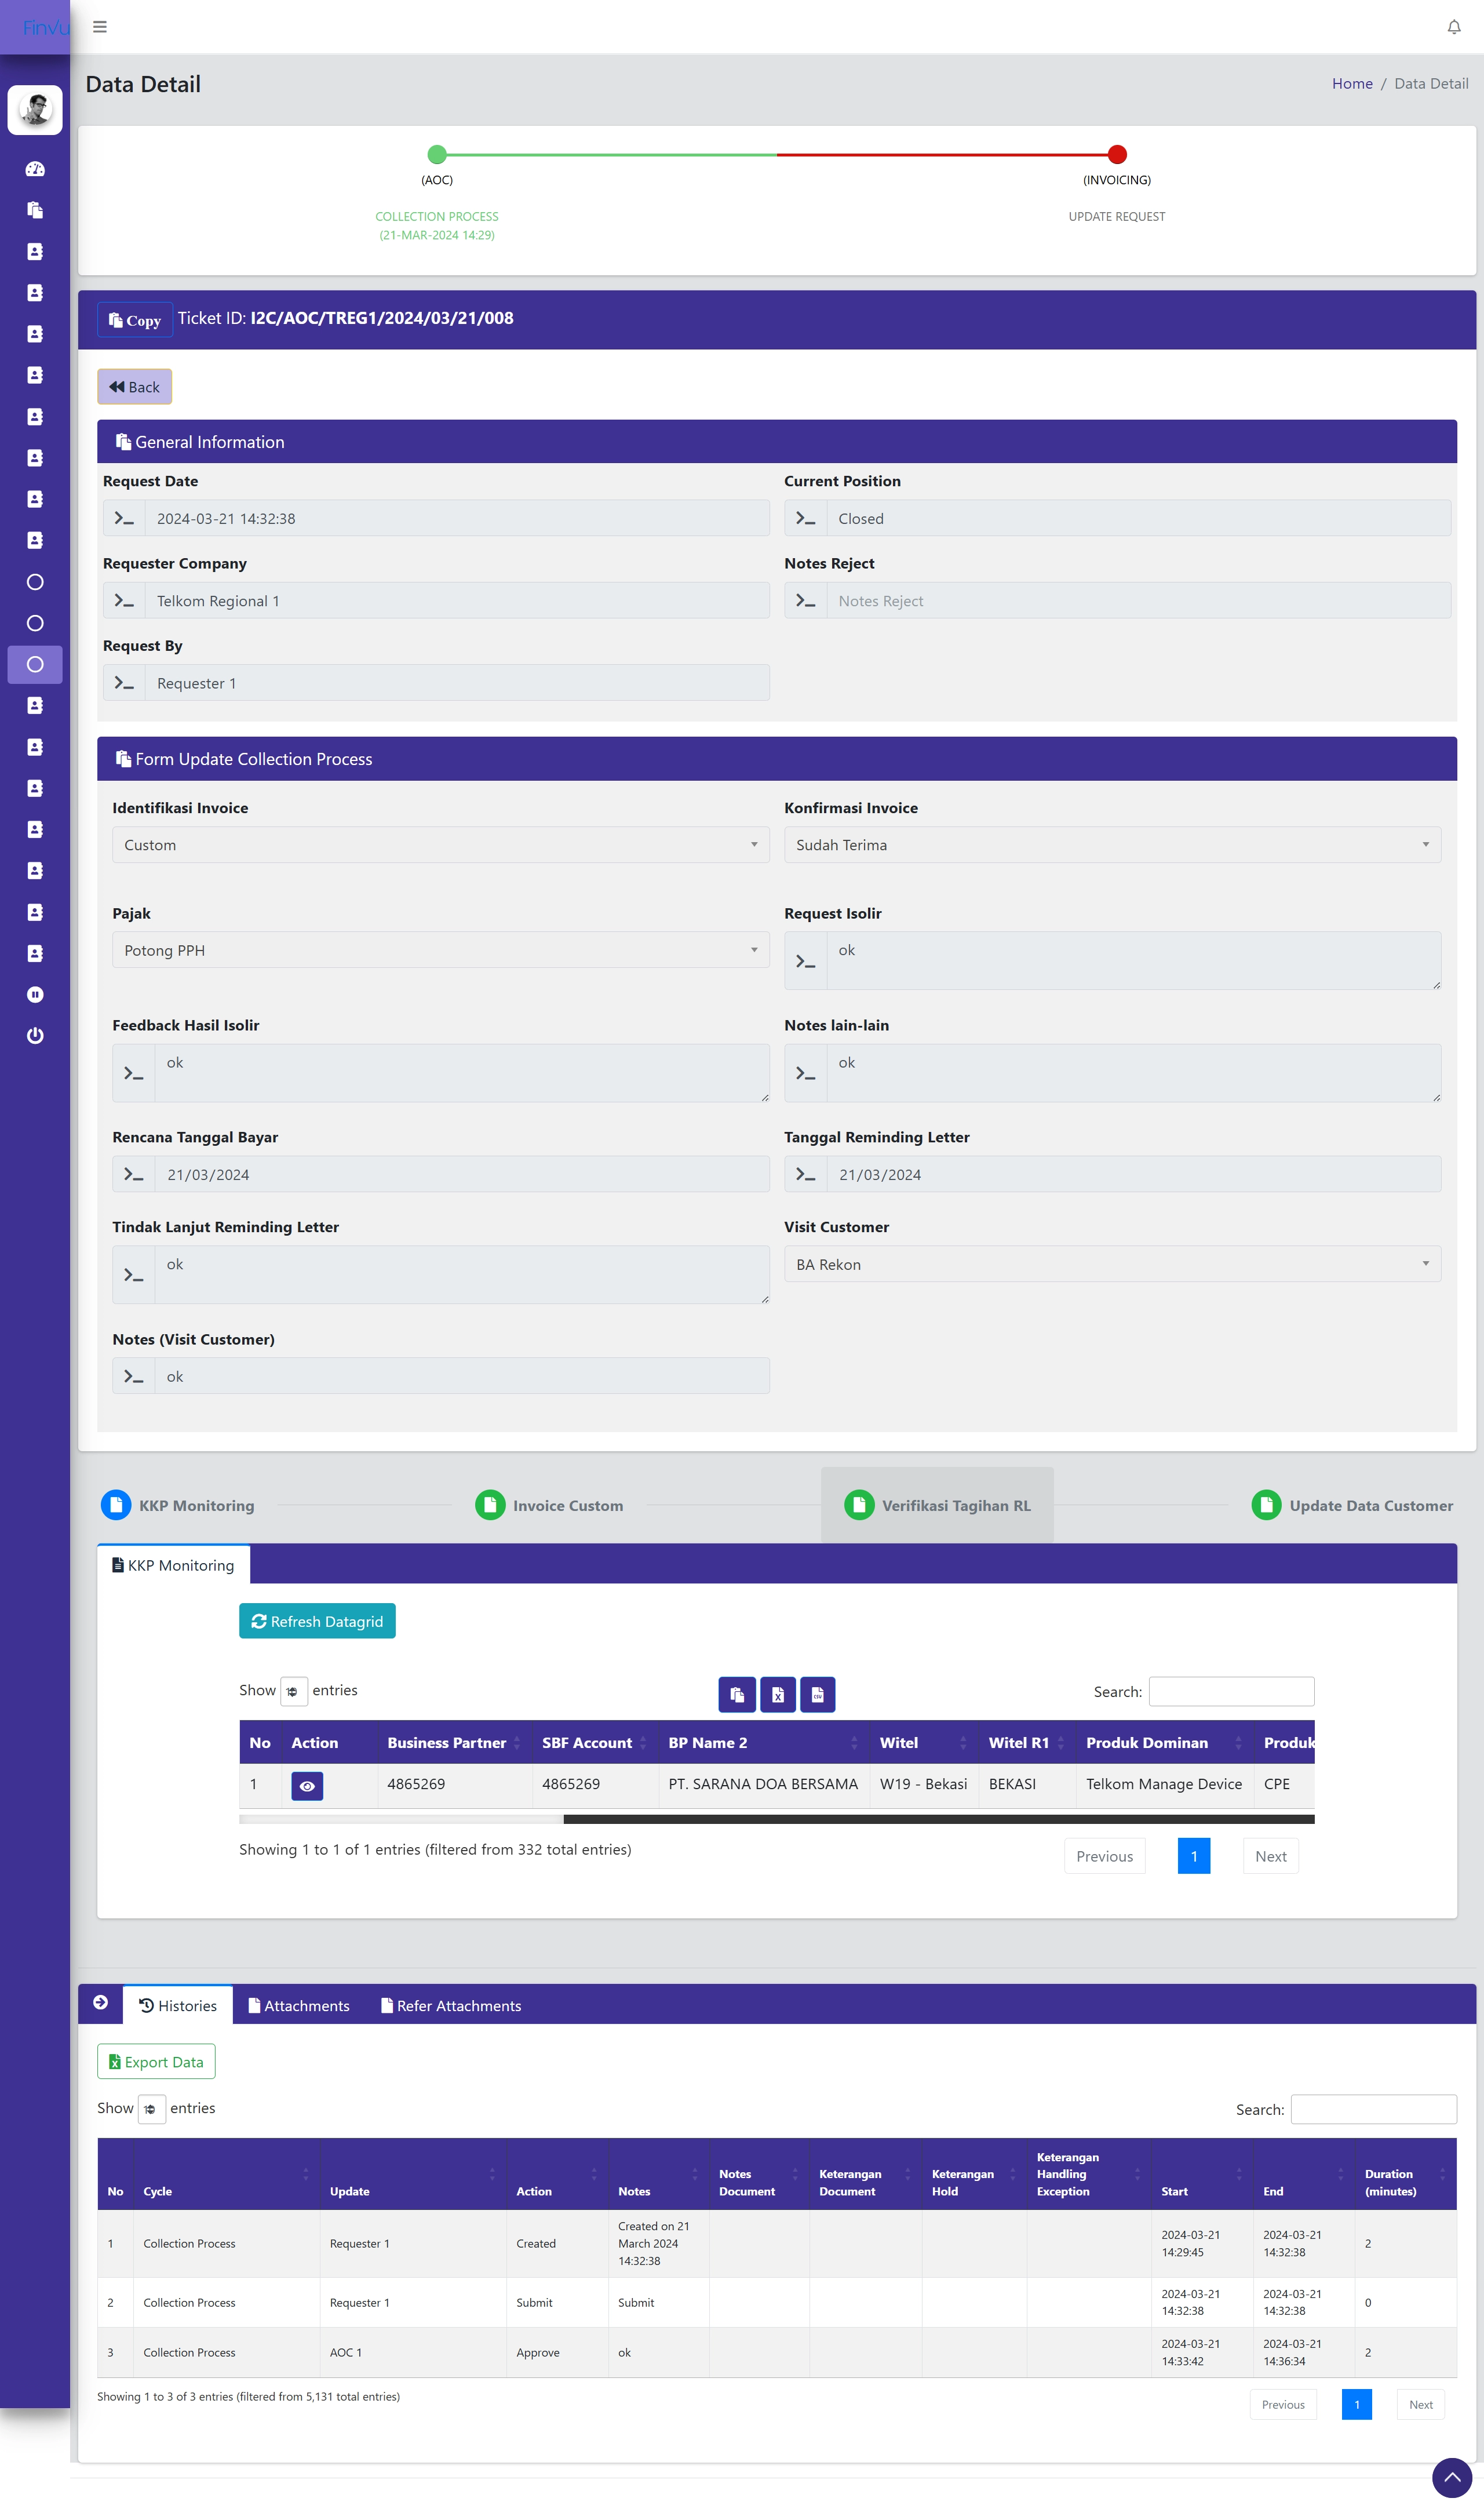 FinVu
Data Detail
Home / Data Detail
(AOC)
(INVOICING)
COLLECTION PROCESS
(21-MAR-2024 14:29)
UPDATE REQUEST
Copy Ticket ID: I2C/AOC/TREG1/2024/03/21/008
Back
General Information
Request Date
Current Position
2024-03-21 14:32:38
Closed
Requester Company
Notes Reject
Telkom Regional 1
Notes Reject
Request By
Requester 1
Form Update Collection Process
Identifikasi Invoice
Konfirmasi Invoice
Custom
Sudah Terima
Pajak
Request Isolir
Potong PPH
ok
Feedback Hasil Isolir
Notes lain-lain
ok
ok
Rencana Tanggal Bayar
Tanggal Reminding Letter
21/03/2024
21/03/2024
Tindak Lanjut Reminding Letter
Visit Customer
ok
BA Rekon
Notes (Visit Customer)
ok
KKP Monitoring
Invoice Custom
Verifikasi Tagihan RL
Update Data Customer
KKP Monitoring
Refresh Datagrid
Show entries
Search:
No Action Business Partner SBF Account BP Name 2 Witel Witel R1 Produk Dominan Produk
1 4865269 4865269 PT. SARANA DOA BERSAMA W19 - Bekasi BEKASI Telkom Manage Device CPE
Showing 1 to 1 of 1 entries (filtered from 332 total entries)
Previous 1 Next
Histories
Attachments
Refer Attachments
Export Data
Show entries
Search:
No Cycle Update Action Notes Notes Document Keterangan Document Keterangan Hold Keterangan Handling Exception Start End Duration (minutes)
1 Collection Process Requester 1 Created Created on 21 March 2024 14:32:38 2024-03-21 14:29:45 2024-03-21 14:32:38 2
2 Collection Process Requester 1 Submit Submit 2024-03-21 14:32:38 2024-03-21 14:32:38 0
3 Collection Process AOC 1 Approve ok 2024-03-21 14:33:42 2024-03-21 14:36:34 2
Showing 1 to 3 of 3 entries (filtered from 5,131 total entries)
Previous 1 Next